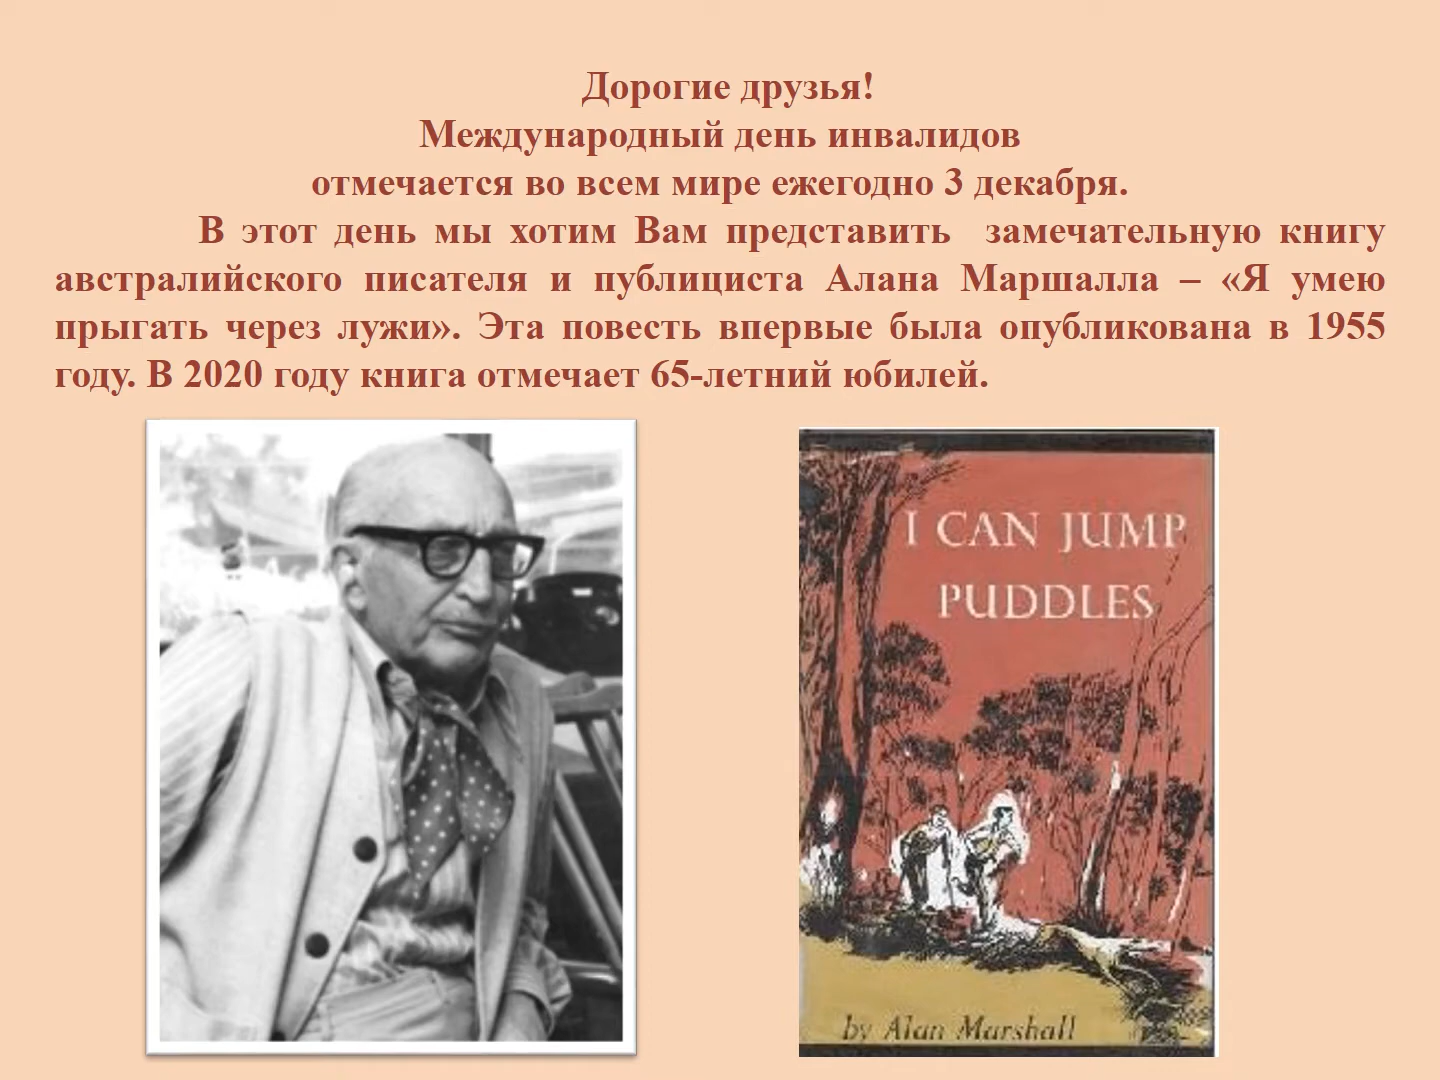 Дорогие друзья!
Международный день инвалидов
отмечается во всем мире ежегодно 3 декабря.
В этот день мы хотим Вам представить замечательную книгу
австралийского писателя и публициста Алана Маршалла – «Я умею
прыгать через лужи». Эта повесть впервые была опубликована в 1955
году. В 2020 году книга отмечает 65-летний юбилей.
I CAN JUMP
PUDDLES
by Alan Marshall